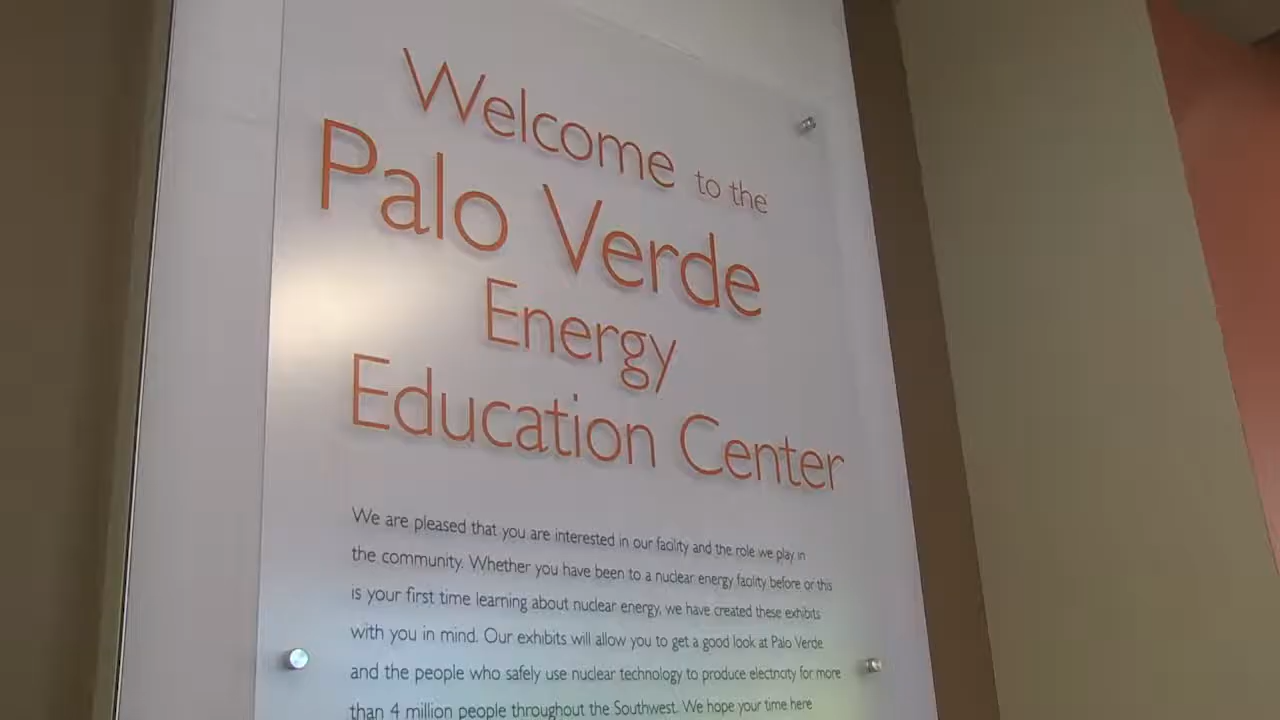 Welcome to the
Palo Verde
Energy
Education Center
We are pleased that you are interested in our facility and the role we play in
the community. Whether you have been to a nuclear energy facility before or this
is your first time learning about nuclear energy, we have created these exhibits
with you in mind. Our exhibits will allow you to get a good look at Palo Verde
and the people who safely use nuclear technology to produce electricity for more
than 4 million people throughout the Southwest. We hope your time here